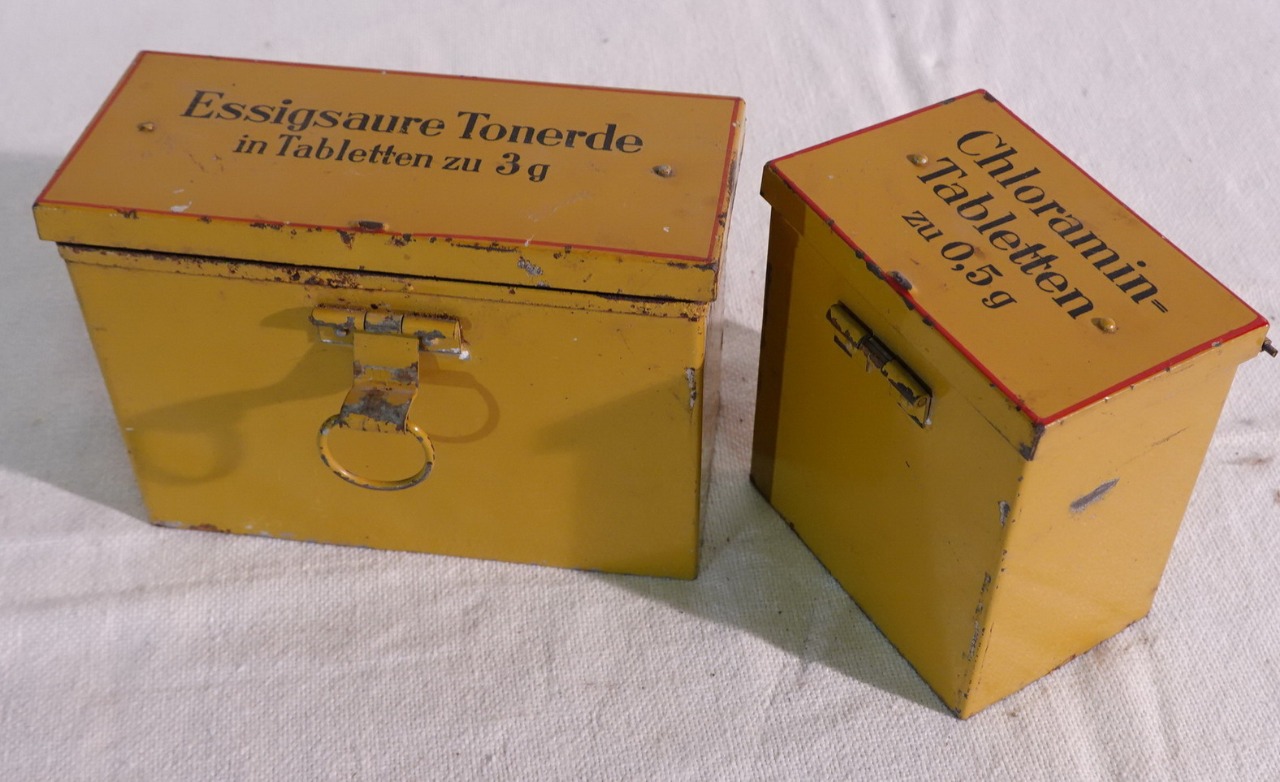 Essigsaure Tonerde
in Tabletten zu 3 g
Chloramin=
Tabletten
zu 0,5 g